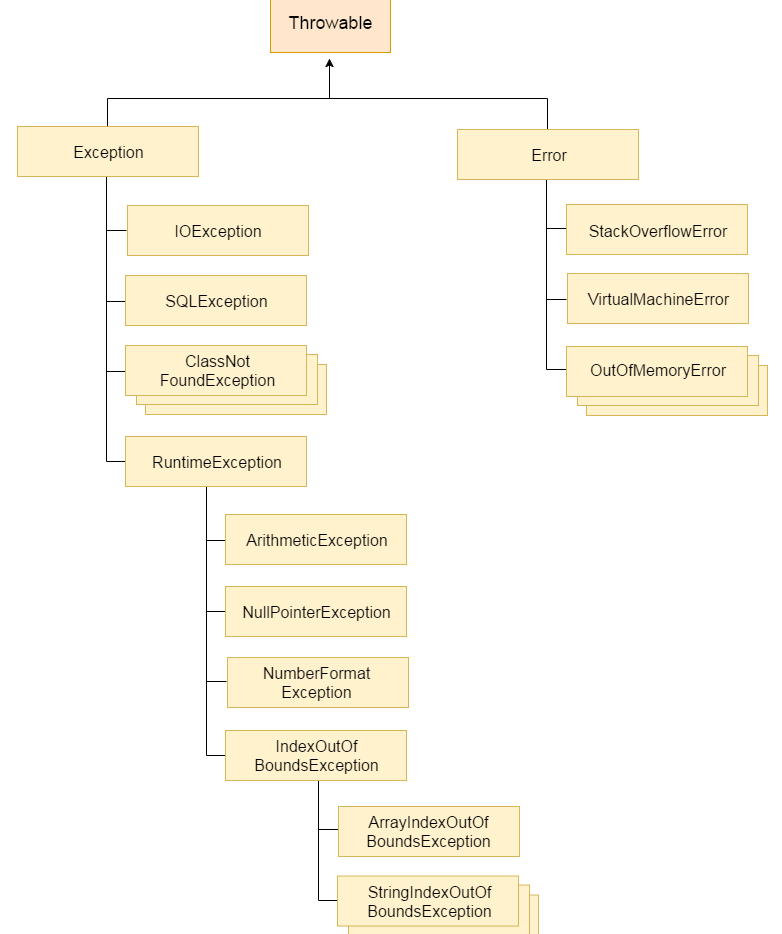 Throwable
Exception
Error
IOException
StackOverflowError
SQLException
VirtualMachineError
ClassNot
FoundException
OutOfMemoryError
RuntimeException
ArithmeticException
NullPointerException
NumberFormat
Exception
IndexOutOf
BoundsException
ArrayIndexOutOf
BoundsException
StringIndexOutOf
BoundsException